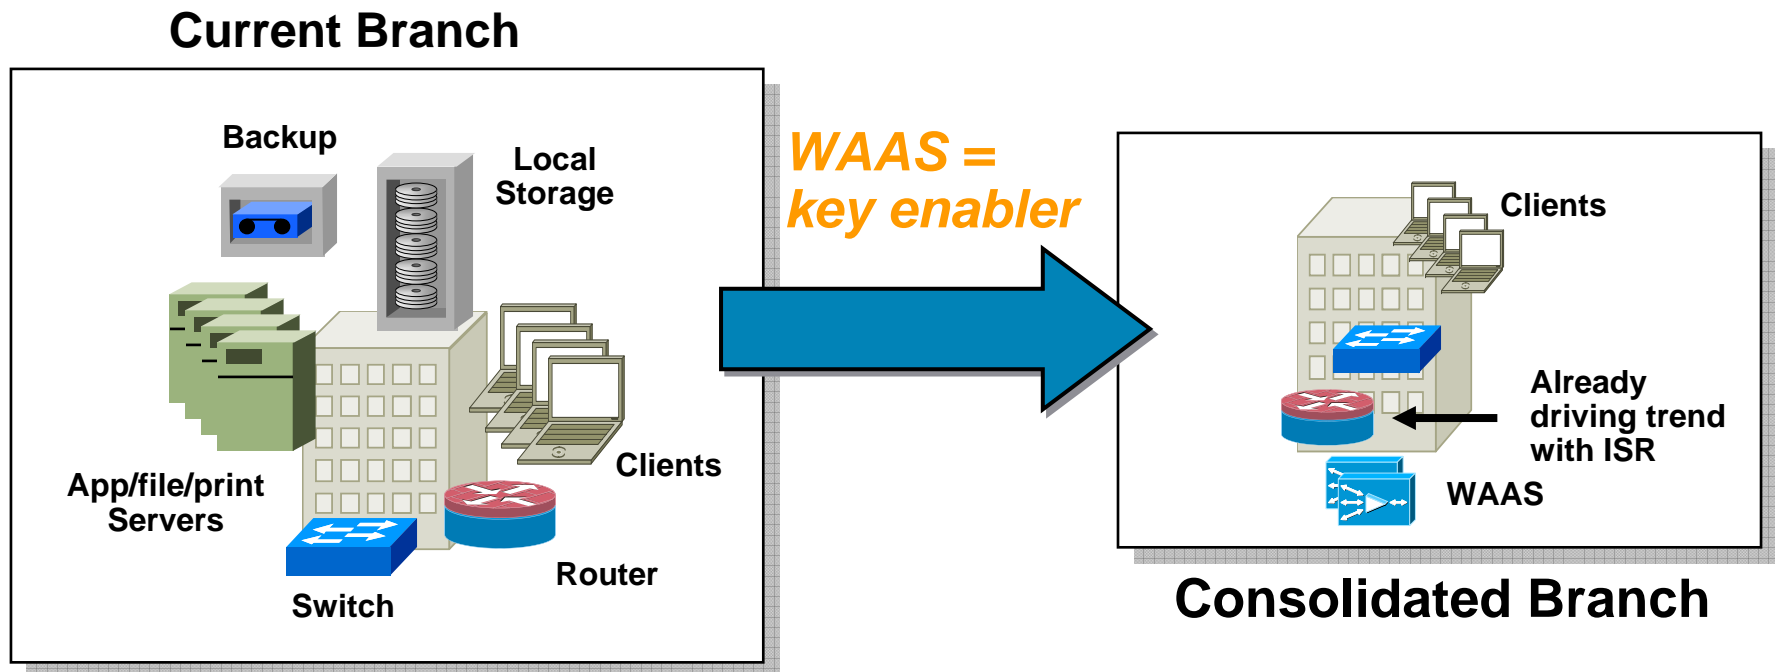 Current Branch
Backup
Local
Storage
App/file/print
Servers
Clients
Router
Switch
WAAS =
key enabler
Clients
Already
driving trend
with ISR
WAAS
Consolidated Branch